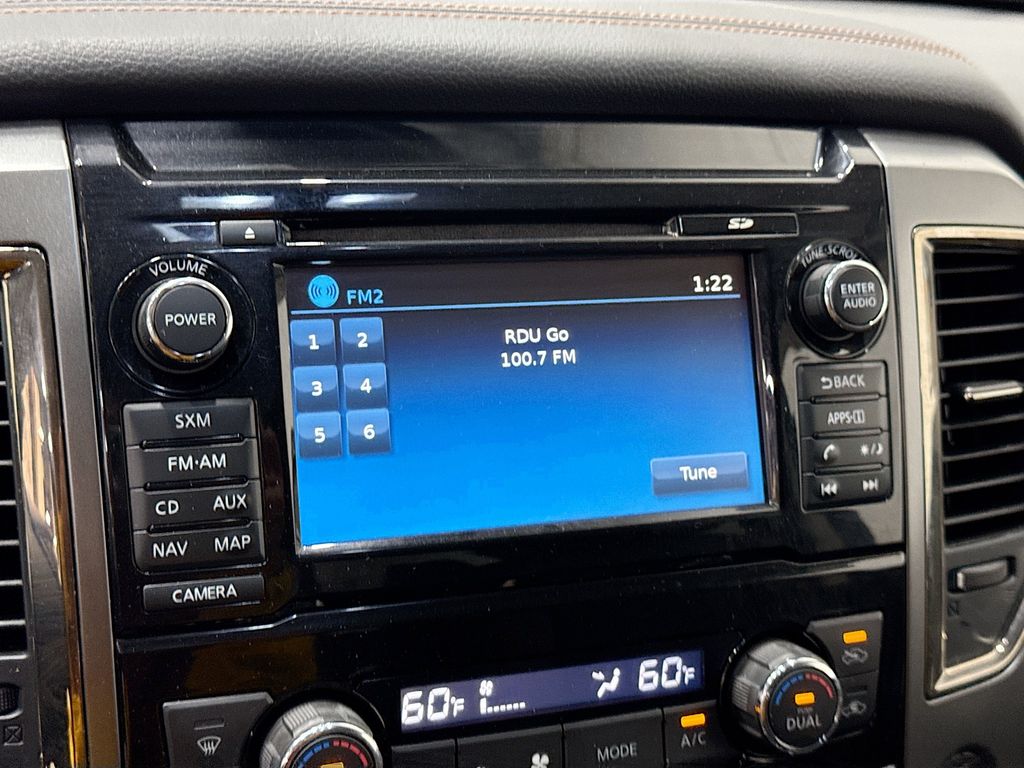 SD
VOLUME
POWER
TUNE·SCROLL
ENTER
AUDIO
FM2
1:22
1
2
3
4
5
6
RDU Go
100.7 FM
Tune
SXM
FM·AM
CD
AUX
NAV
MAP
CAMERA
BACK
APPS·i
60°F
60°F
MODE
A/C
DUAL